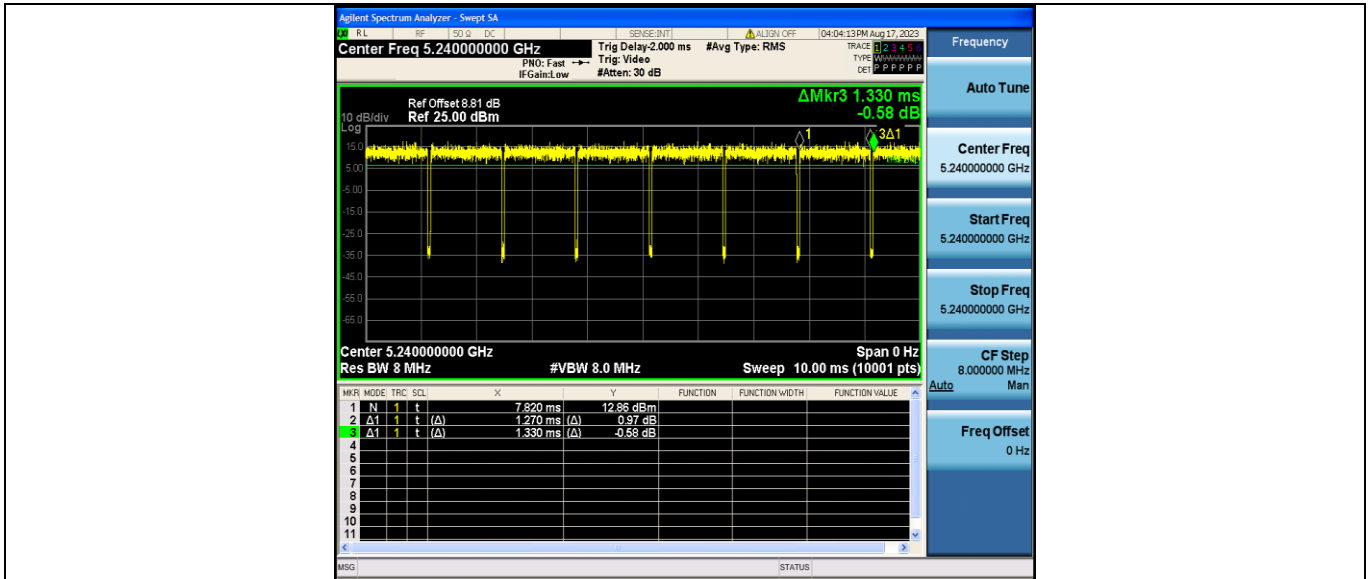 Agilent Spectrum Analyzer - Swept SA
RL RF 50 Ω DC SENSE:INT ALIGN OFF 04:04:13 PM Aug 17, 2023
Center Freq 5.240000000 GHz
PNO: Fast
IFGain:Low
Trig Delay-2.000 ms
Trig: Video
#Atten: 30 dB
#Avg Type: RMS
TRACE 1 2 3 4 5 6
TYPE
DET P P P P P P
ΔMkr3 1.330 ms
-0.58 dB
Ref Offset 8.81 dB
10 dB/div Ref 25.00 dBm
Log
1
3Δ1
15.0
5.00
-5.00
-15.0
-25.0
-35.0
-45.0
-55.0
-65.0
Center 5.240000000 GHz Span 0 Hz
Res BW 8 MHz #VBW 8.0 MHz Sweep 10.00 ms (10001 pts)
MKR MODE TRC SCL X Y FUNCTION FUNCTION WIDTH FUNCTION VALUE
1 N 1 t 7.820 ms 12.86 dBm
2 Δ1 1 t (Δ) 1.270 ms (Δ) 0.97 dB
3 Δ1 1 t (Δ) 1.330 ms (Δ) -0.58 dB
4
5
6
7
8
9
10
11
MSG STATUS
Frequency
Auto Tune
Center Freq
5.240000000 GHz
Start Freq
5.240000000 GHz
Stop Freq
5.240000000 GHz
CF Step
8.000000 MHz
Auto Man
Freq Offset
0 Hz